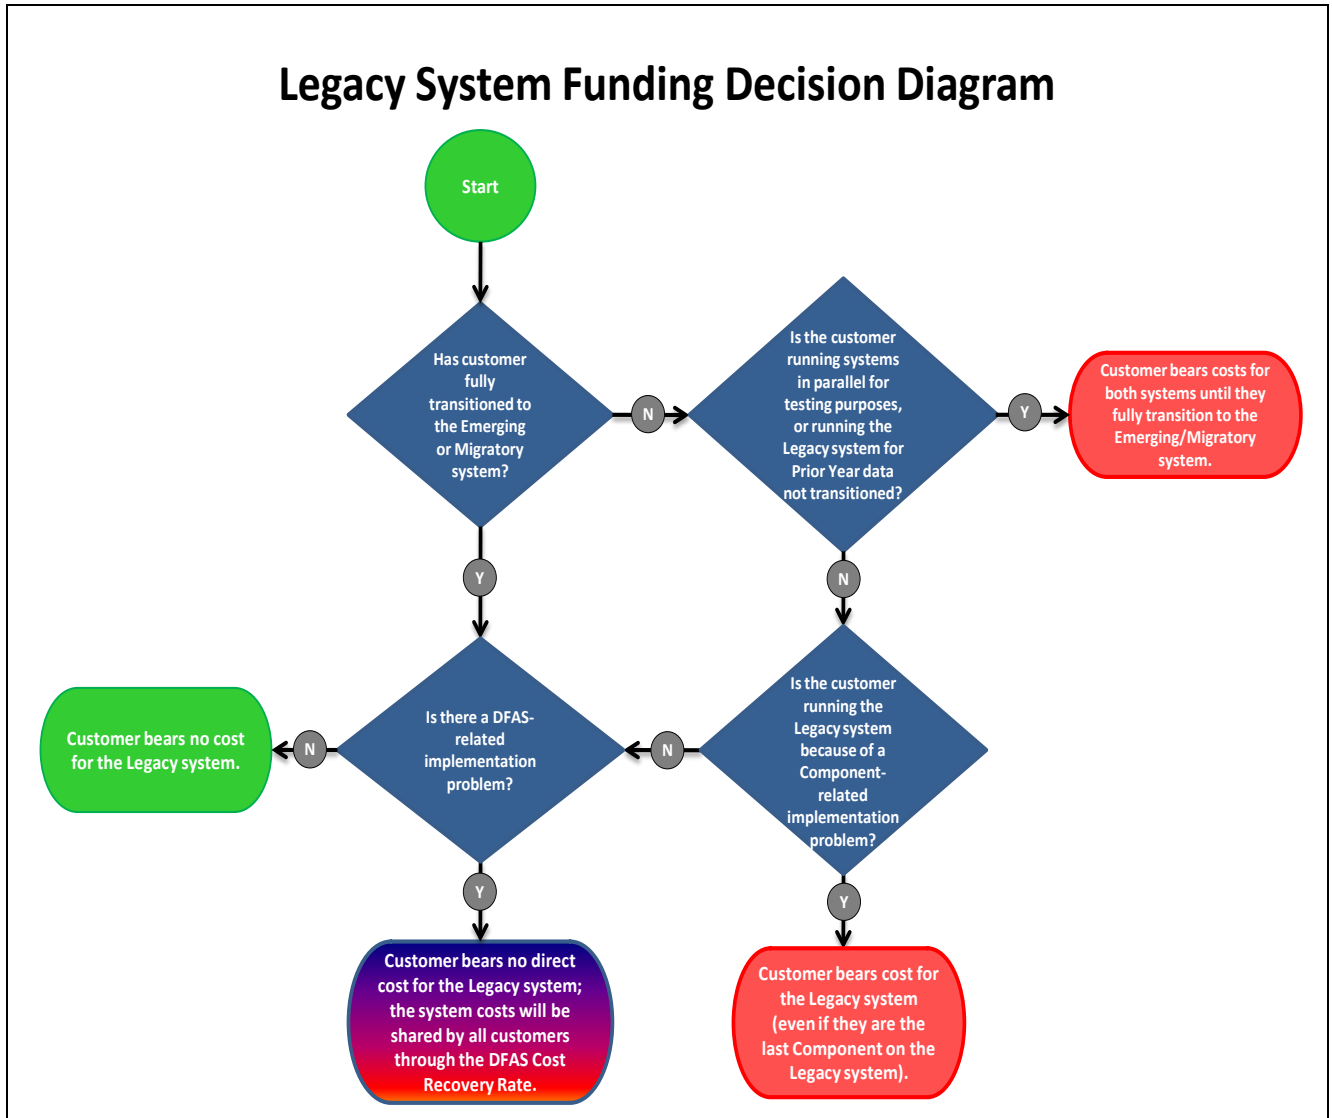 Legacy System Funding Decision Diagram
Start
Has customer
fully
transitioned to
the Emerging
or Migratory
system?
N
Is the customer
running systems
in parallel for
testing purposes,
or running the
Legacy system for
Prior Year data
not transitioned?
Y
Customer bears costs for
both systems until they
fully transition to the
Emerging/Migratory
system.
Y
N
Customer bears no cost
for the Legacy system.
N
Is there a DFAS-
related
implementation
problem?
N
Is the customer
running the
Legacy system
because of a
Component-
related
implementation
problem?
Y
Y
Customer bears no direct
cost for the Legacy system;
the system costs will be
shared by all customers
through the DFAS Cost
Recovery Rate.
Customer bears cost for
the Legacy system
(even if they are the
last Component on the
Legacy system).